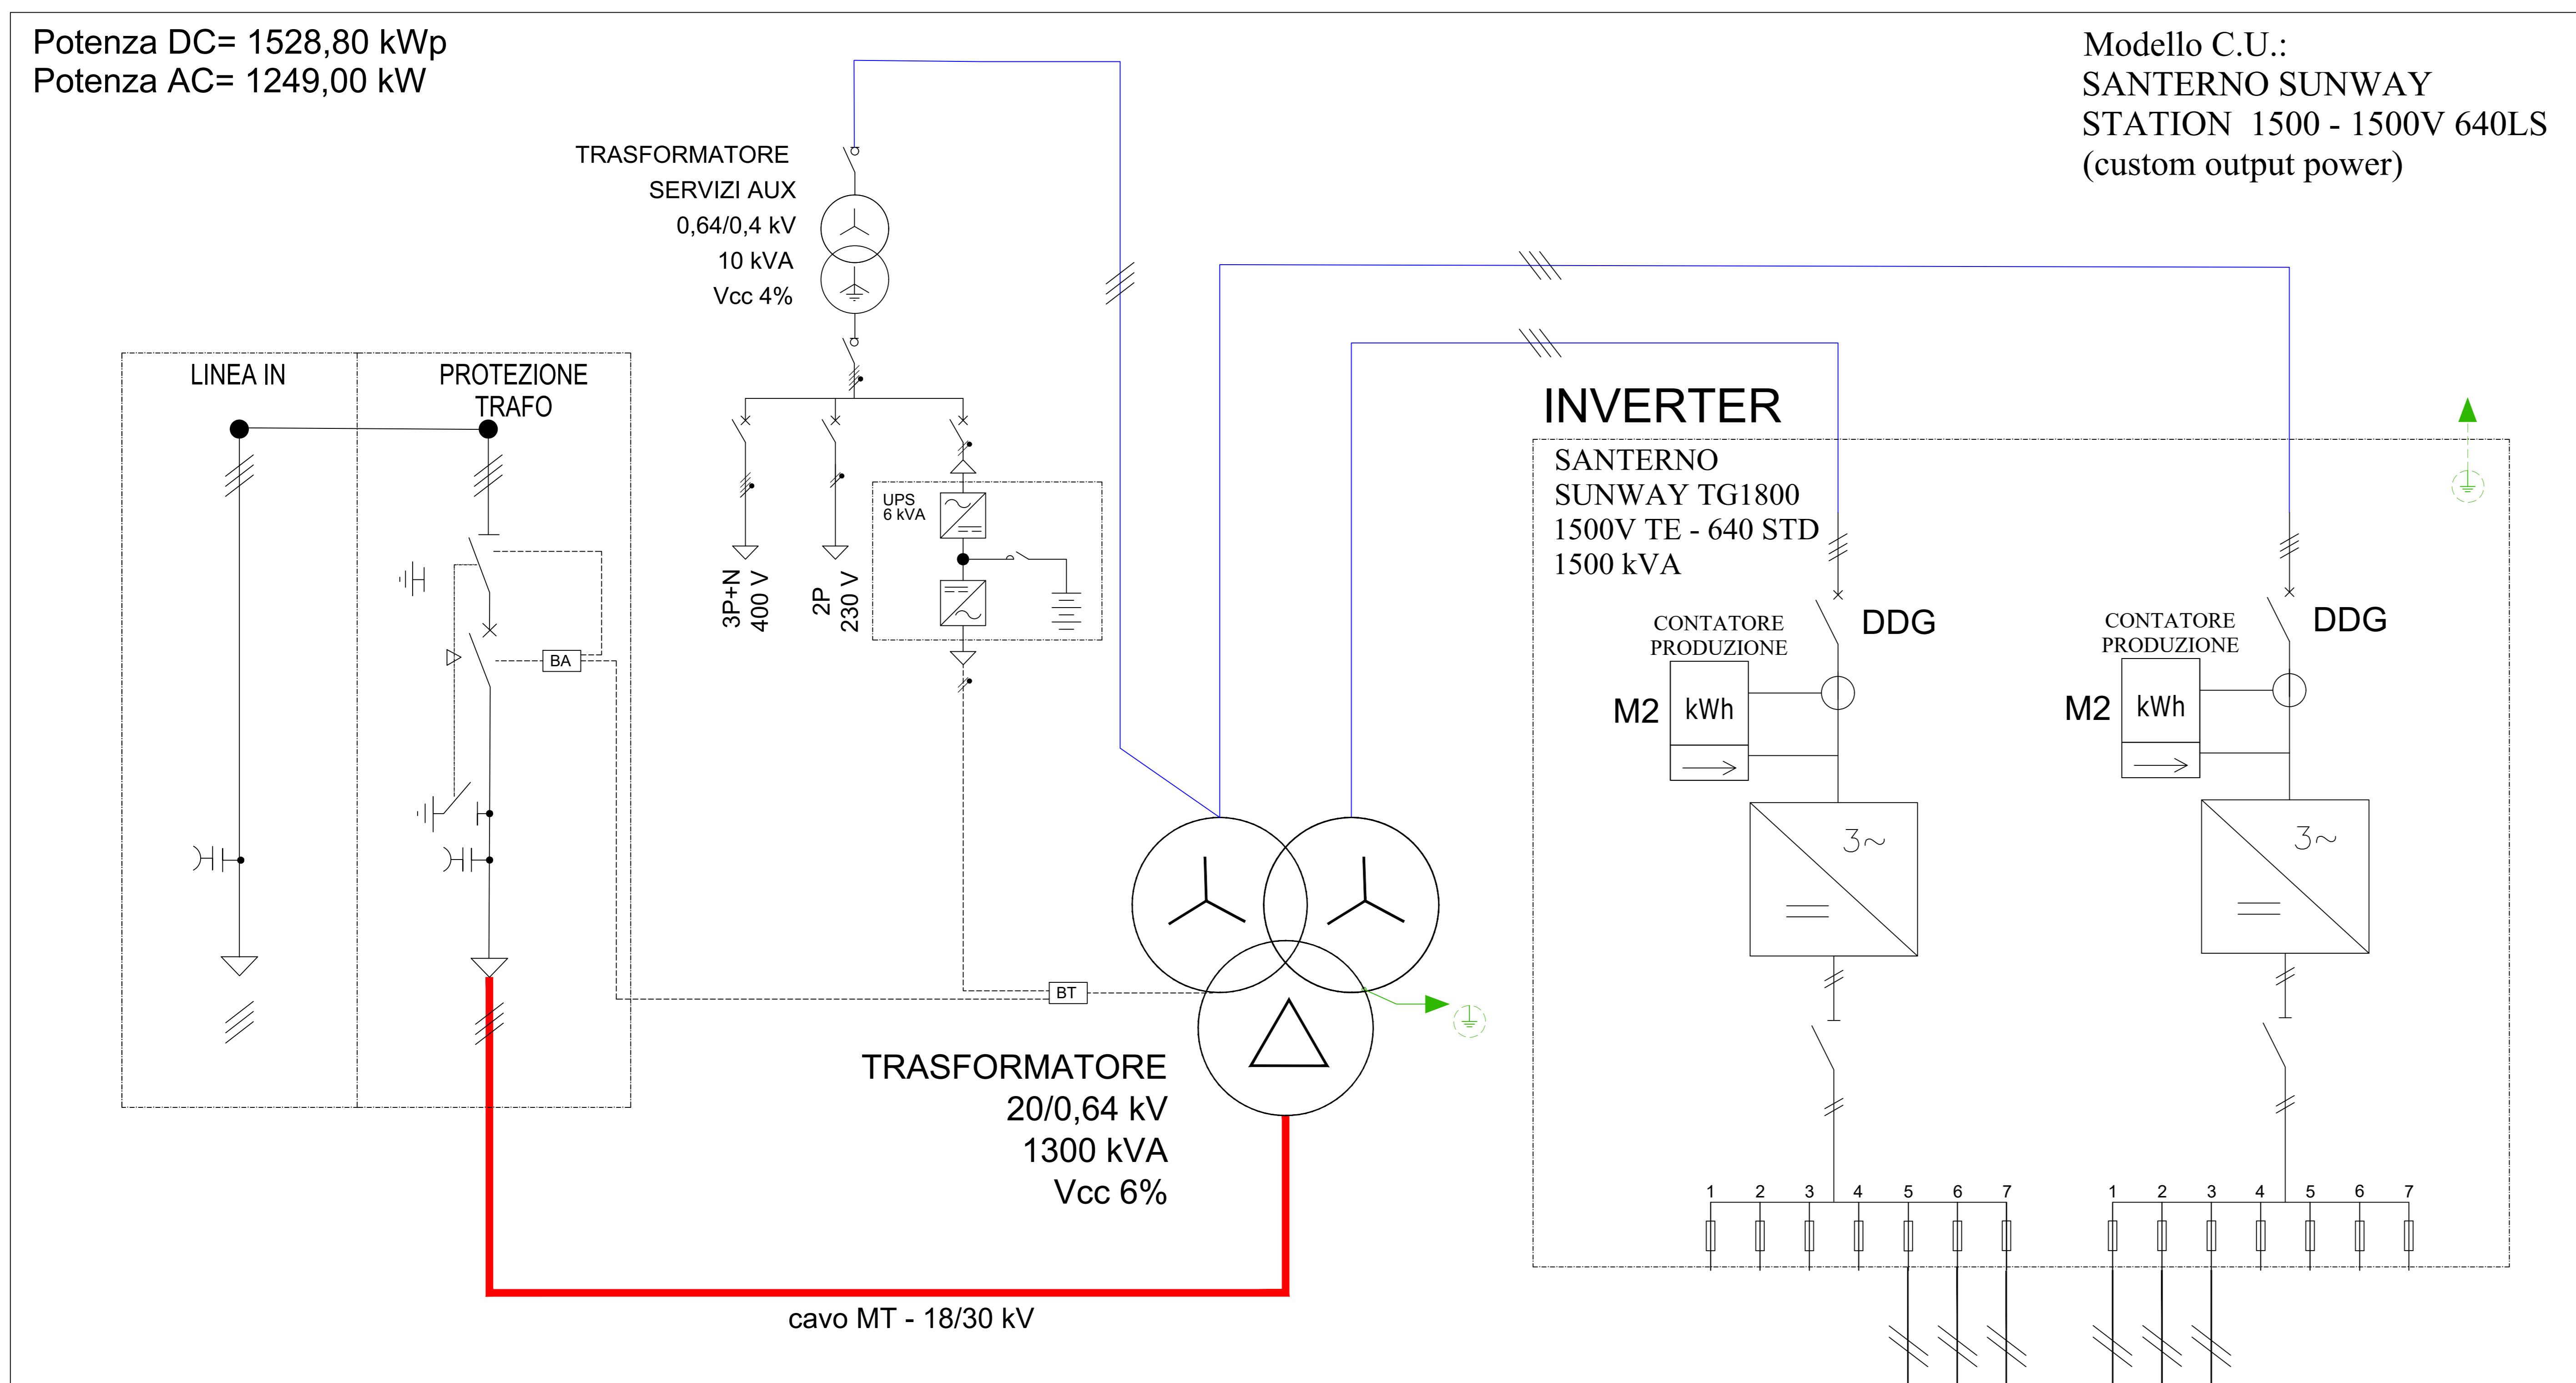 Potenza DC= 1528,80 kWp
Potenza AC= 1249,00 kW
Modello C.U.:
SANTERNO SUNWAY
STATION 1500 - 1500V 640LS
(custom output power)
TRASFORMATORE
SERVIZI AUX
0,64/0,4 kV
10 kVA
Vcc 4%
LINEA IN
PROTEZIONE
TRAFO
BA
3P+N
400 V
2P
230 V
UPS
6 kVA
BT
TRASFORMATORE
20/0,64 kV
1300 kVA
Vcc 6%
cavo MT - 18/30 kV
INVERTER
SANTERNO
SUNWAY TG1800
1500V TE - 640 STD
1500 kVA
CONTATORE
PRODUZIONE
DDG
M2
kWh
3~
CONTATORE
PRODUZIONE
DDG
M2
kWh
3~
1 2 3 4 5 6 7
1 2 3 4 5 6 7